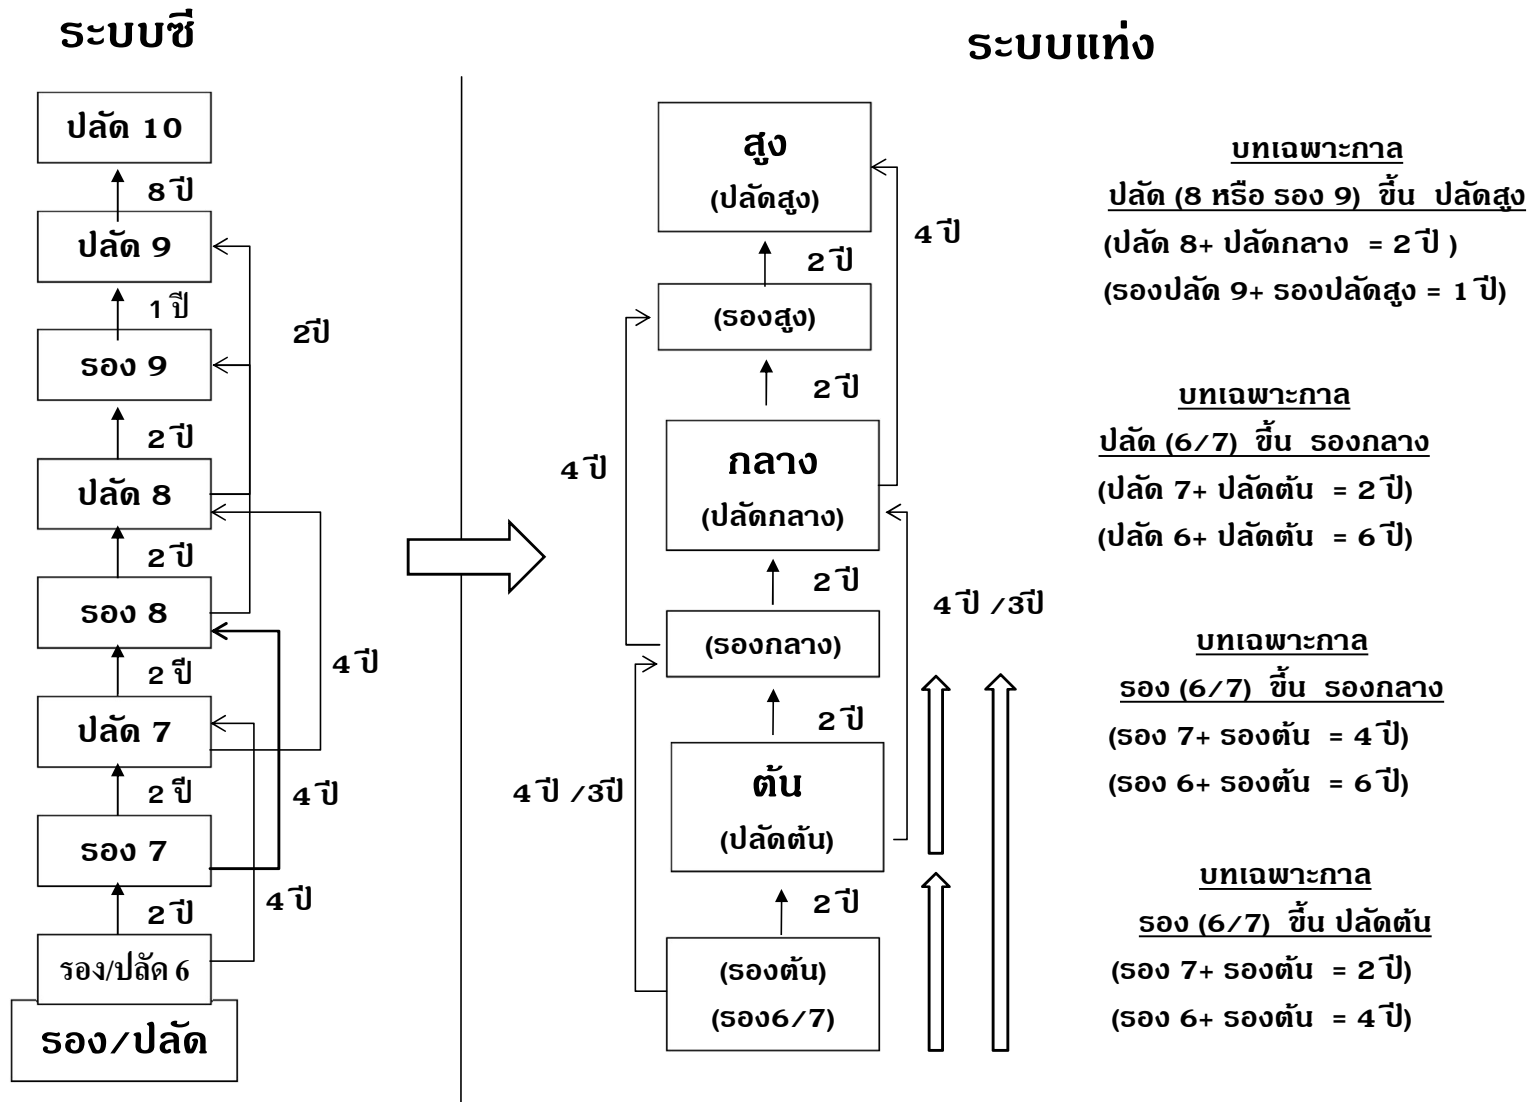 ระบบซี
ระบบแท่ง
ปลัด 10
8 ปี
ปลัด 9
1 ปี
2ปี
รอง 9
2 ปี
ปลัด 8
2 ปี
รอง 8
2 ปี
4 ปี
ปลัด 7
2 ปี
4 ปี
รอง 7
2 ปี
4 ปี
รอง/ปลัด 6
รอง/ปลัด
สูง
(ปลัดสูง)
4 ปี
2 ปี
(รองสูง)
2 ปี
4 ปี
กลาง
(ปลัดกลาง)
2 ปี
4 ปี /3ปี
(รองกลาง)
2 ปี
4 ปี /3ปี
ต้น
(ปลัดต้น)
2 ปี
(รองต้น)
(รอง6/7)
บทเฉพาะกาล
ปลัด (8 หรือ รอง 9) ขึ้น ปลัดสูง
(ปลัด 8+ ปลัดกลาง = 2 ปี )
(รองปลัด 9+ รองปลัดสูง = 1 ปี)
บทเฉพาะกาล
ปลัด (6/7) ขึ้น รองกลาง
(ปลัด 7+ ปลัดต้น = 2 ปี)
(ปลัด 6+ ปลัดต้น = 6 ปี)
บทเฉพาะกาล
รอง (6/7) ขึ้น รองกลาง
(รอง 7+ รองต้น = 4 ปี)
(รอง 6+ รองต้น = 6 ปี)
บทเฉพาะกาล
รอง (6/7) ขึ้น ปลัดต้น
(รอง 7+ รองต้น = 2 ปี)
(รอง 6+ รองต้น = 4 ปี)